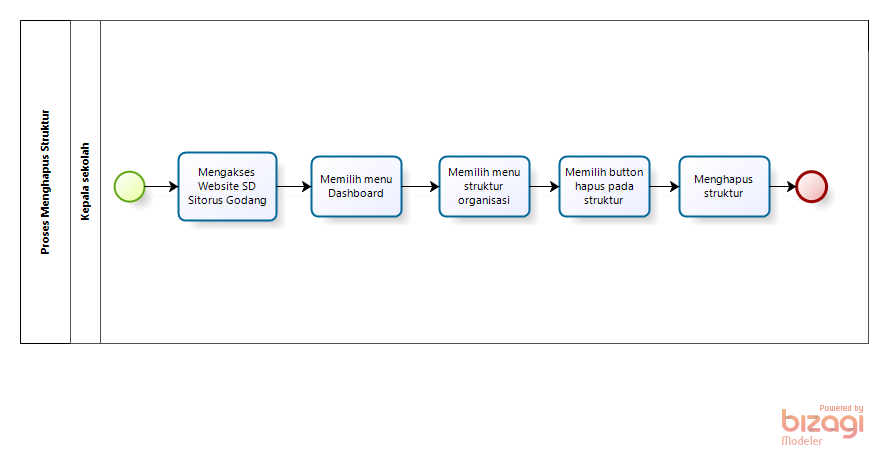 Proses Menghapus Struktur
Kepala sekolah
Mengakses
Website SD
Sitorus Godang
Memilih menu
Dashboard
Memilih menu
struktur
organisasi
Memilih button
hapus pada
struktur
Menghapus
struktur
Powered by
bizagi
Modeler